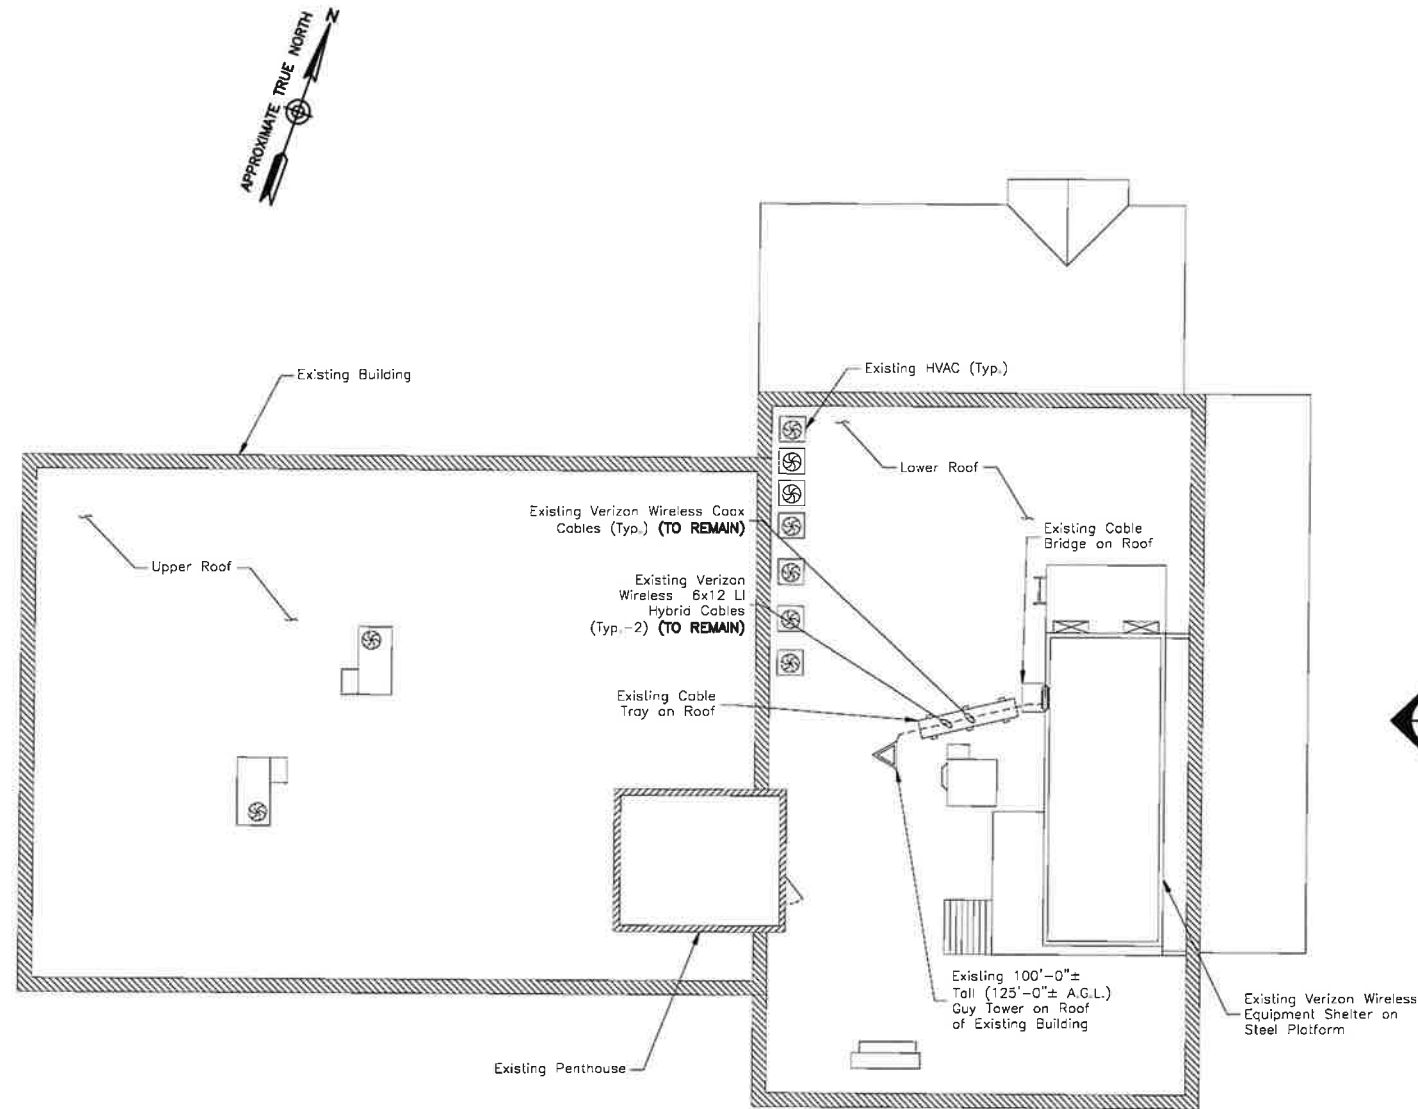 N
APPROXIMATE TRUE NORTH
Existing Building
Existing HVAC (Typ.)
Lower Roof
Existing Verizon Wireless Coax
Cables (Typ.) (TO REMAIN)
Existing Cable
Bridge on Roof
Upper Roof
Existing Verizon
Wireless 6x12 LI
Hybrid Cables
(Typ.-2) (TO REMAIN)
Existing Cable
Tray on Roof
Existing 100'-0"±
Tall (125'-0"± A.G.L.)
Guy Tower on Roof
of Existing Building
Existing Verizon Wireless
Equipment Shelter on
Steel Platform
Existing Penthouse